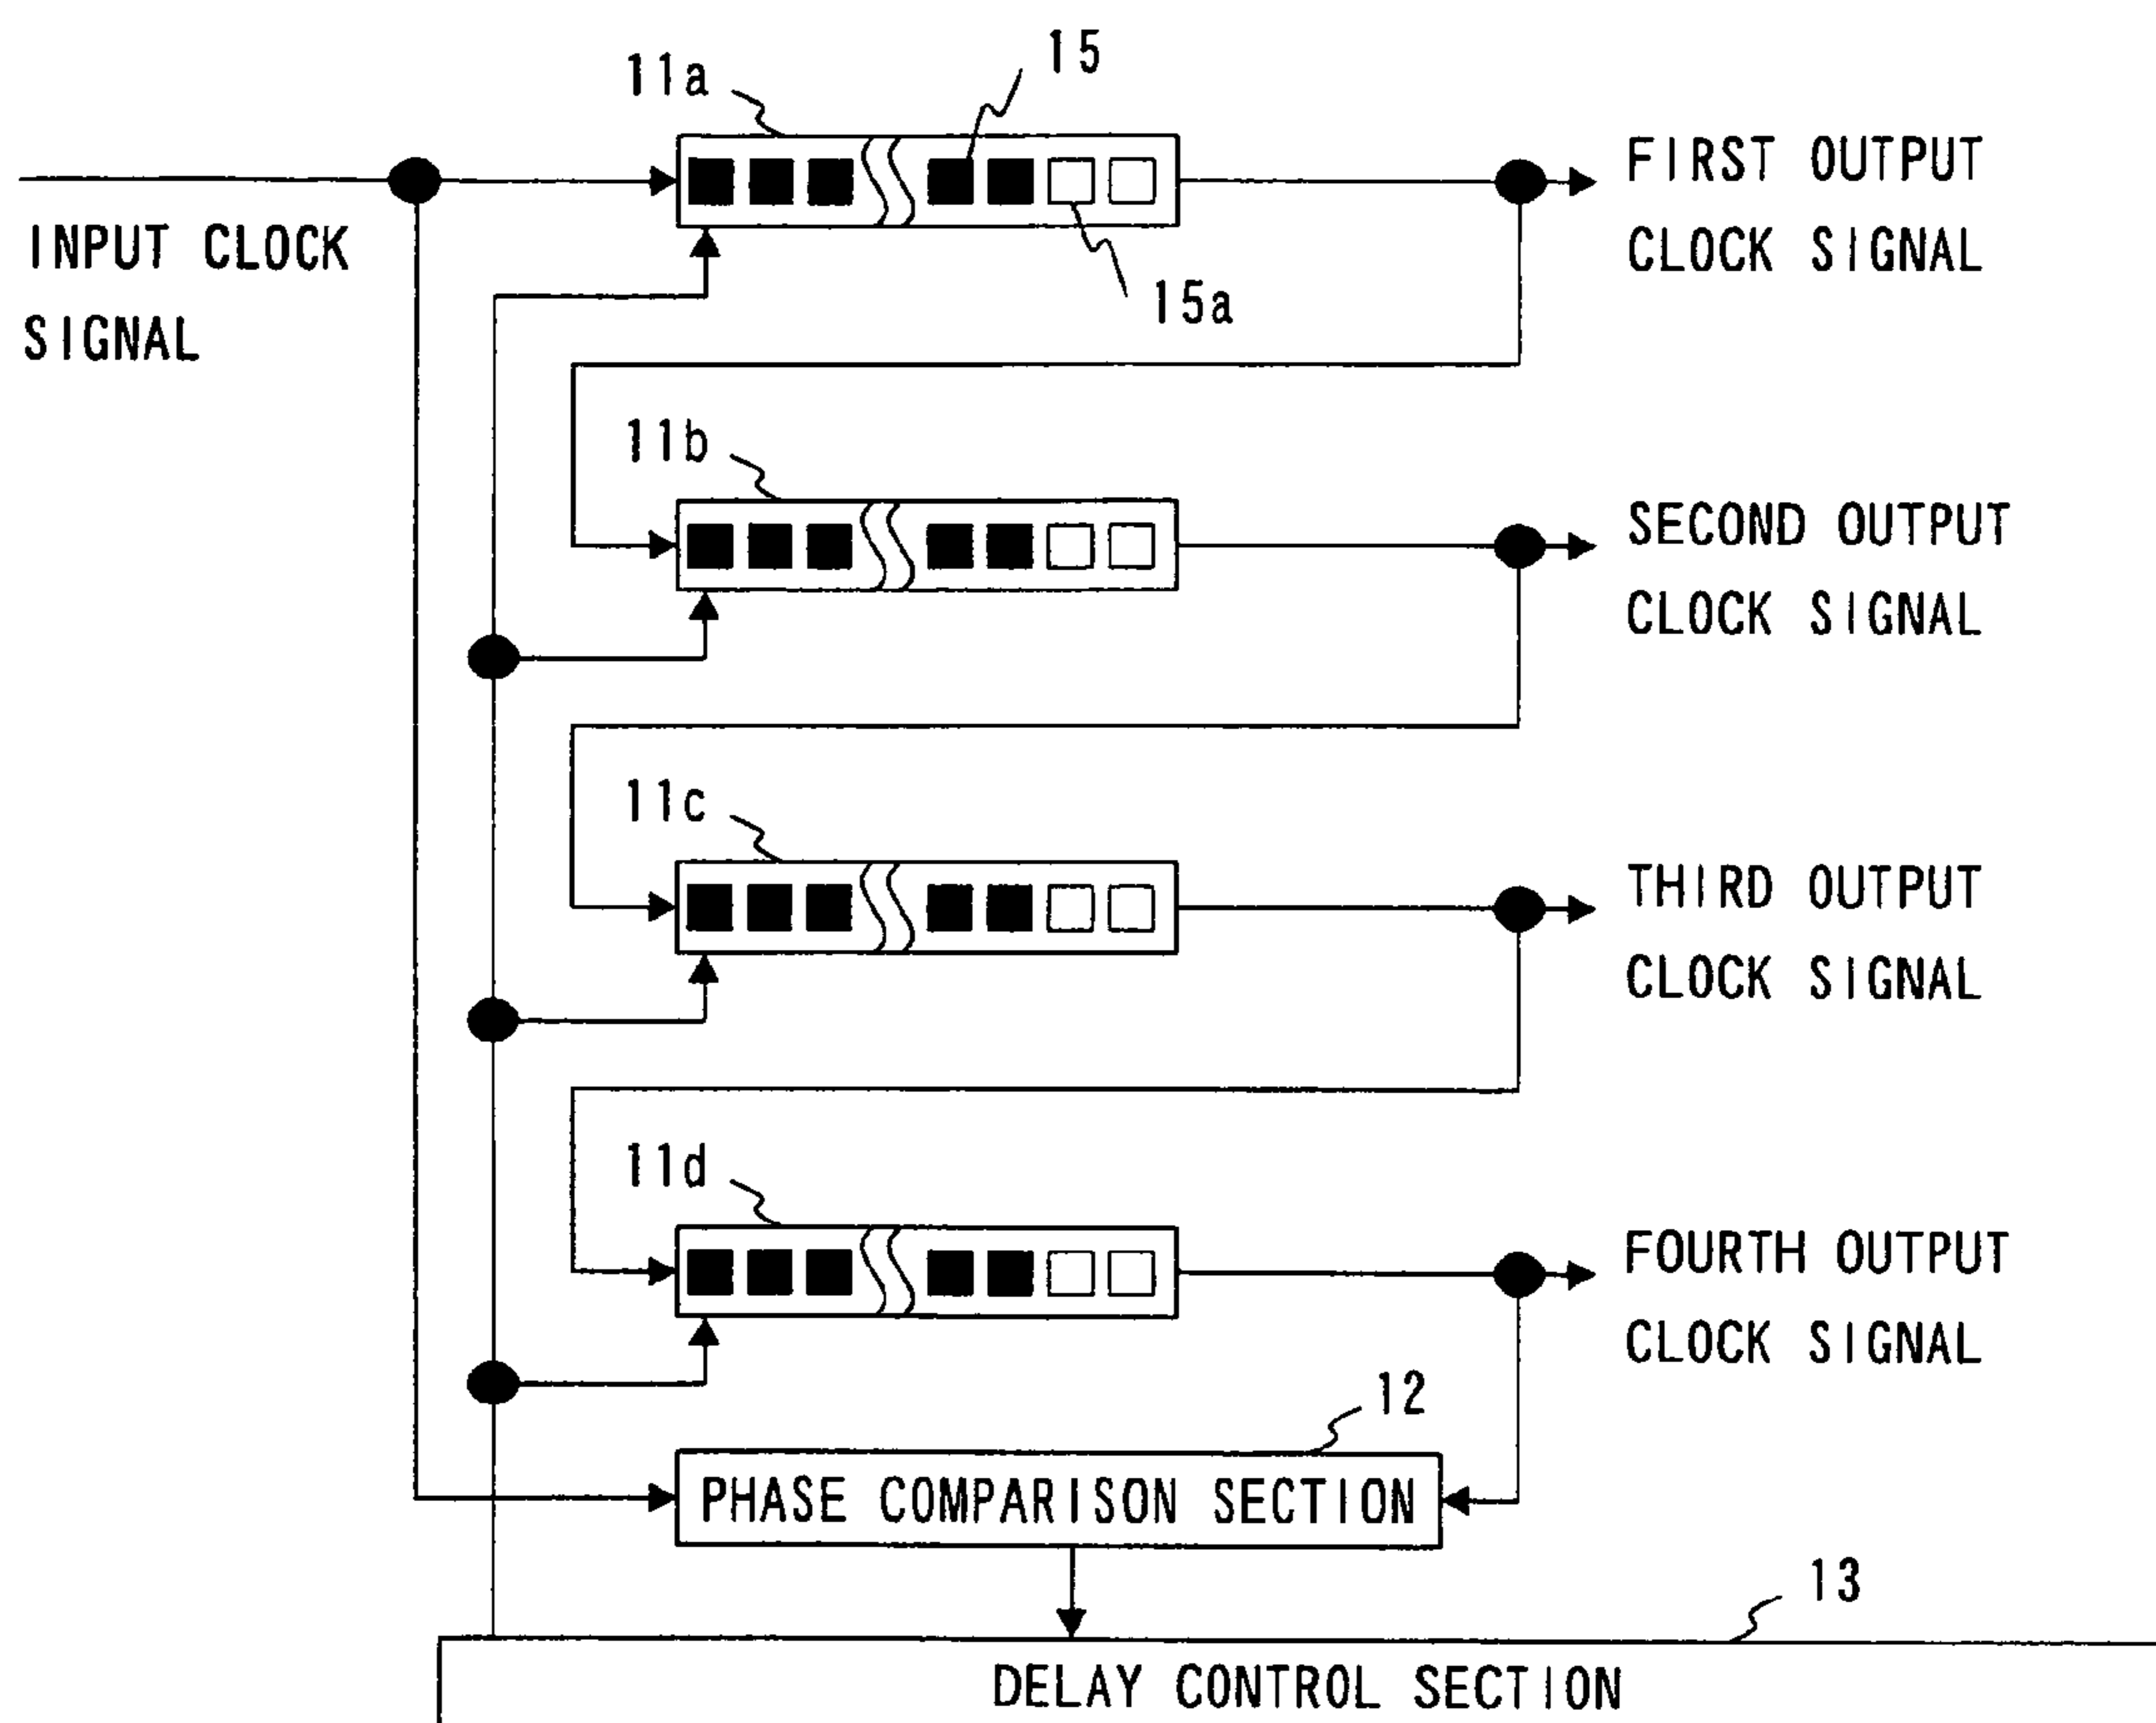 15
11a
FIRST OUTPUT
CLOCK SIGNAL
INPUT CLOCK
SIGNAL
15a
11b
SECOND OUTPUT
CLOCK SIGNAL
11c
THIRD OUTPUT
CLOCK SIGNAL
11d
FOURTH OUTPUT
CLOCK SIGNAL
12
PHASE COMPARISON SECTION
13
DELAY CONTROL SECTION